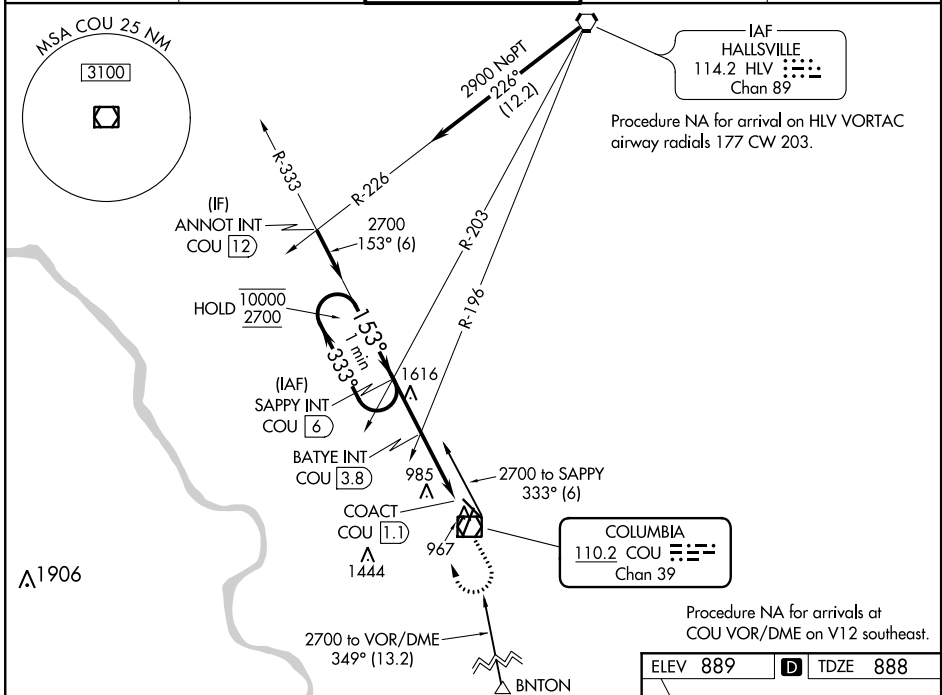 MSA COU 25 NM
3100
IAF
HALLSVILLE
114.2 HLV
Chan 89
Procedure NA for arrival on HLV VORTAC
airway radials 177 CW 203.
2900 NoPT
226°
(12.2)
R-333
R-226
R-203
R-196
(IF)
ANNOT INT
COU 12
2700
153° (6)
HOLD 10000
2700
153°
1 min
333°
(IAF)
SAPPY INT
COU 6
1616
BATYE INT
COU 3.8
985
2700 to SAPPY
333° (6)
COACT
COU 1.1
967
1444
COLUMBIA
110.2 COU
Chan 39
1906
2700 to VOR/DME
349° (13.2)
BNTON
Procedure NA for arrivals at
COU VOR/DME on V12 southeast.
ELEV 889 D TDZE 888